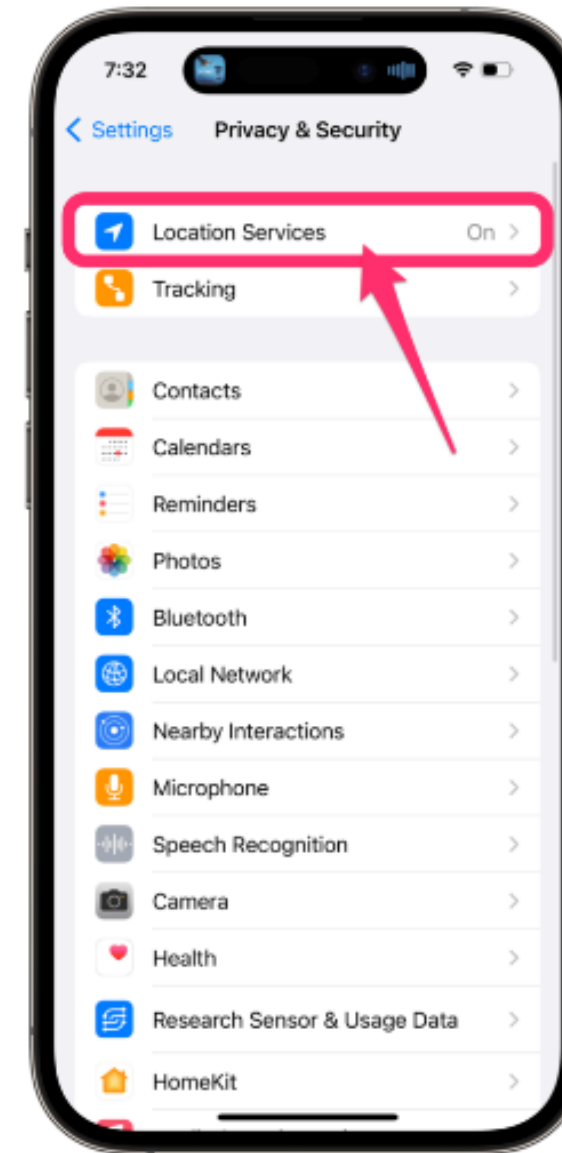 7:32
Settings
Privacy & Security
Location Services
On
Tracking
Contacts
Calendars
Reminders
Photos
Bluetooth
Local Network
Nearby Interactions
Microphone
Speech Recognition
Camera
Health
Research Sensor & Usage Data
HomeKit